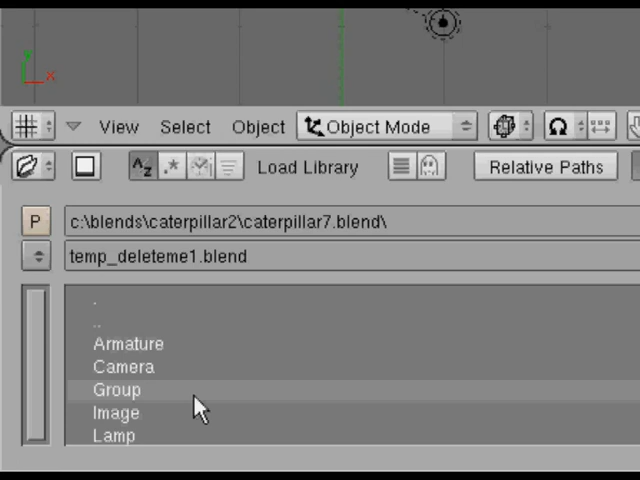 Y
X
View Select Object Object Mode
Load Library Relative Paths
P c:\blends\caterpillar2\caterpillar7.blend\
temp_deleteme1.blend
.
..
Armature
Camera
Group
Image
Lamp